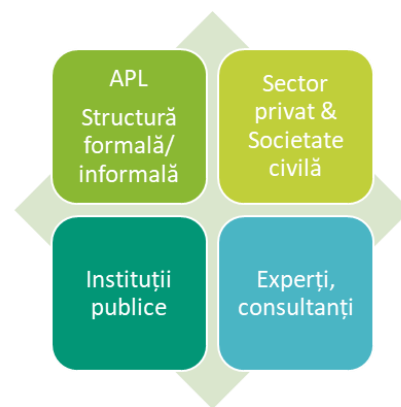 APL
Structură
formală/
informală
Sector
privat &
Societate
civilă
Instituții
publice
Experți,
consultanți